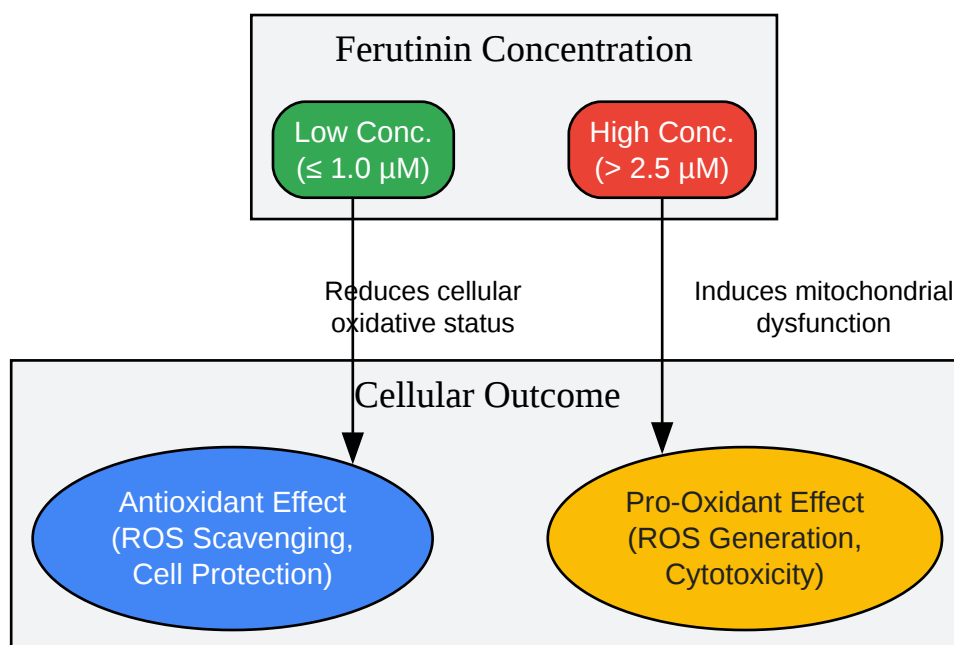 Ferutinin Concentration
Low Conc.
(≤ 1.0 µM)
High Conc.
(> 2.5 µM)
Reduces cellular
oxidative status
Induces mitochondrial
dysfunction
Cellular Outcome
Antioxidant Effect
(ROS Scavenging,
Cell Protection)
Pro-Oxidant Effect
(ROS Generation,
Cytotoxicity)